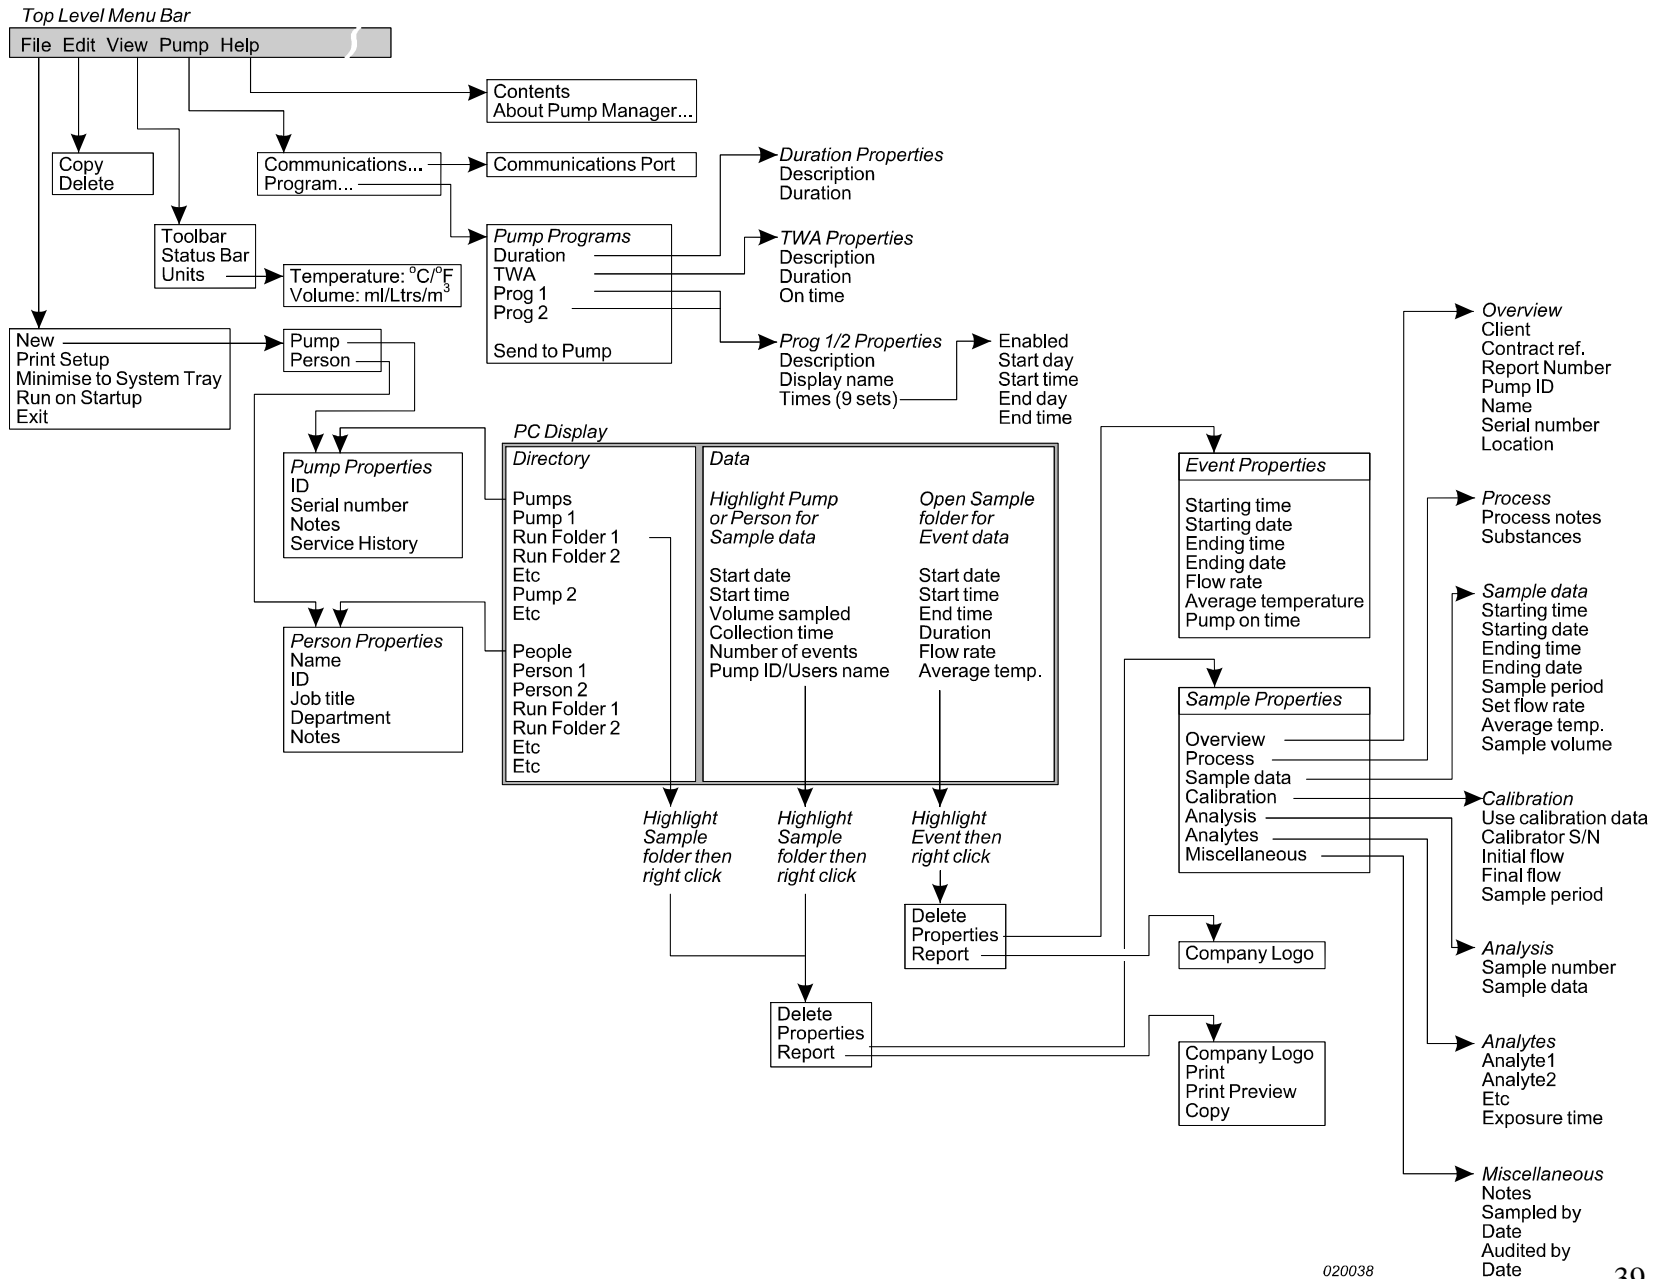 Top Level Menu Bar
File Edit View Pump Help
Contents
About Pump Manager...
Copy
Delete
Communications...
Program...
Communications Port
Toolbar
Status Bar
Units
Temperature: °C/°F
Volume: ml/Ltrs/m³
Pump Programs
Duration
TWA
Prog 1
Prog 2
Send to Pump
Duration Properties
Description
Duration
TWA Properties
Description
Duration
On time
Prog 1/2 Properties
Description
Display name
Times (9 sets)
Enabled
Start day
Start time
End day
End time
New
Print Setup
Minimise to System Tray
Run on Startup
Exit
Pump
Person
Pump Properties
ID
Serial number
Notes
Service History
Person Properties
Name
ID
Job title
Department
Notes
PC Display
Directory
Pumps
Pump 1
Run Folder 1
Run Folder 2
Etc
Pump 2
Etc
People
Person 1
Person 2
Run Folder 1
Run Folder 2
Etc
Etc
Data
Highlight Pump
or Person for
Sample data
Start date
Start time
Volume sampled
Collection time
Number of events
Pump ID/Users name
Open Sample
folder for
Event data
Start date
Start time
End time
Duration
Flow rate
Average temp.
Highlight
Sample
folder then
right click
Highlight
Sample
folder then
right click
Highlight
Event then
right click
Delete
Properties
Report
Delete
Properties
Report
Event Properties
Starting time
Starting date
Ending time
Ending date
Flow rate
Average temperature
Pump on time
Sample Properties
Overview
Process
Sample data
Calibration
Analysis
Analytes
Miscellaneous
Company Logo
Company Logo
Print
Print Preview
Copy
Overview
Client
Contract ref.
Report Number
Pump ID
Name
Serial number
Location
Process
Process notes
Substances
Sample data
Starting time
Starting date
Ending time
Ending date
Sample period
Set flow rate
Average temp.
Sample volume
Calibration
Use calibration data
Calibrator S/N
Initial flow
Final flow
Sample period
Analysis
Sample number
Sample data
Analytes
Analyte1
Analyte2
Etc
Exposure time
Miscellaneous
Notes
Sampled by
Date
Audited by
Date
020038
39